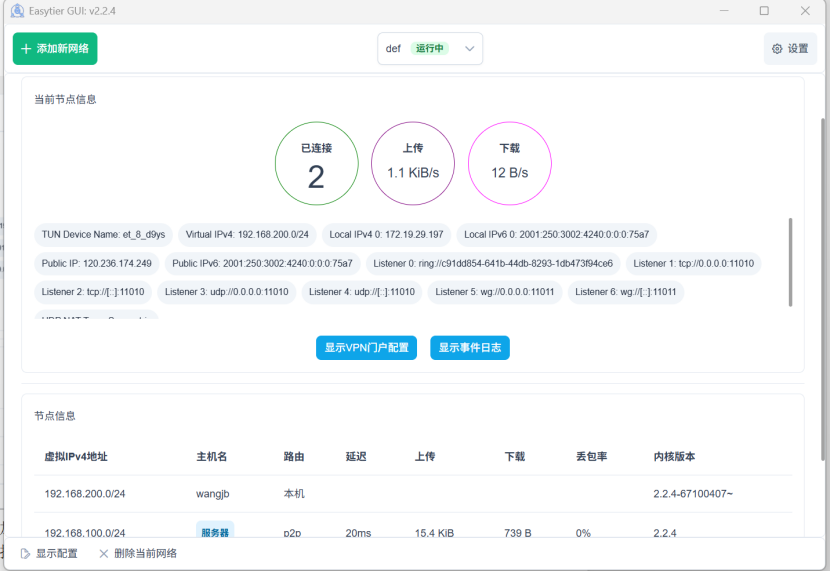 Easytier GUI: v2.2.4
添加新网络
def 运行中
设置
当前节点信息
已连接 上传 下载
2 1.1 KiB/s 12 B/s
TUN Device Name: et_8_d9ys Virtual IPv4: 192.168.200.0/24 Local IPv4 0: 172.19.29.197 Local IPv6 0: 2001:250:3002:4240:0:0:0:75a7
Public IP: 120.236.174.249 Public IPv6: 2001:250:3002:4240:0:0:0:75a7 Listener 0: ring://c91dd854-641b-44db-8293-1db473f94ce6 Listener 1: tcp://0.0.0.0:11010
Listener 2: tcp://[::]:11010 Listener 3: udp://0.0.0.0:11010 Listener 4: udp://[::]:11010 Listener 5: wg://0.0.0.0:11011 Listener 6: wg://[::]:11011
显示VPN门户配置 显示事件日志
节点信息
虚拟IPv4地址 主机名 路由 延迟 上传 下载 丢包率 内核版本
192.168.200.0/24 wangjb 本机 2.2.4-67100407~
192.168.100.0/24 服务器 p2p 20ms 15.4 KiB 739 B 0% 2.2.4
显示配置 删除当前网络